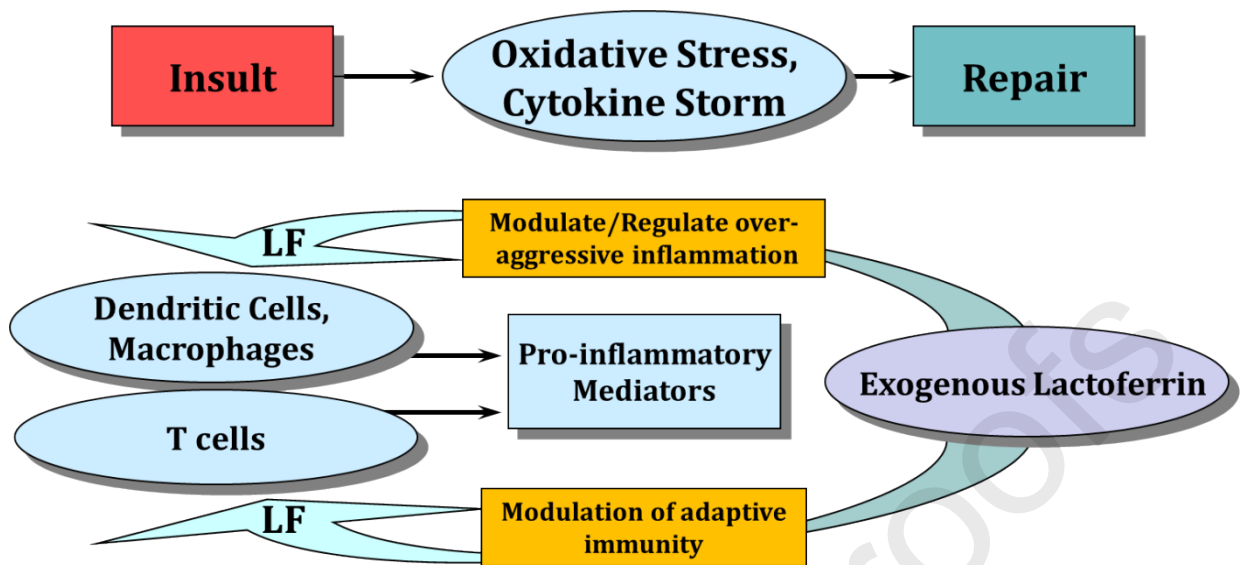 Insult
Oxidative Stress,
Cytokine Storm
Repair
Modulate/Regulate over-
aggressive inflammation
LF
Dendritic Cells,
Macrophages
Pro-inflammatory
Mediators
Exogenous Lactoferrin
T cells
LF
Modulation of adaptive
immunity